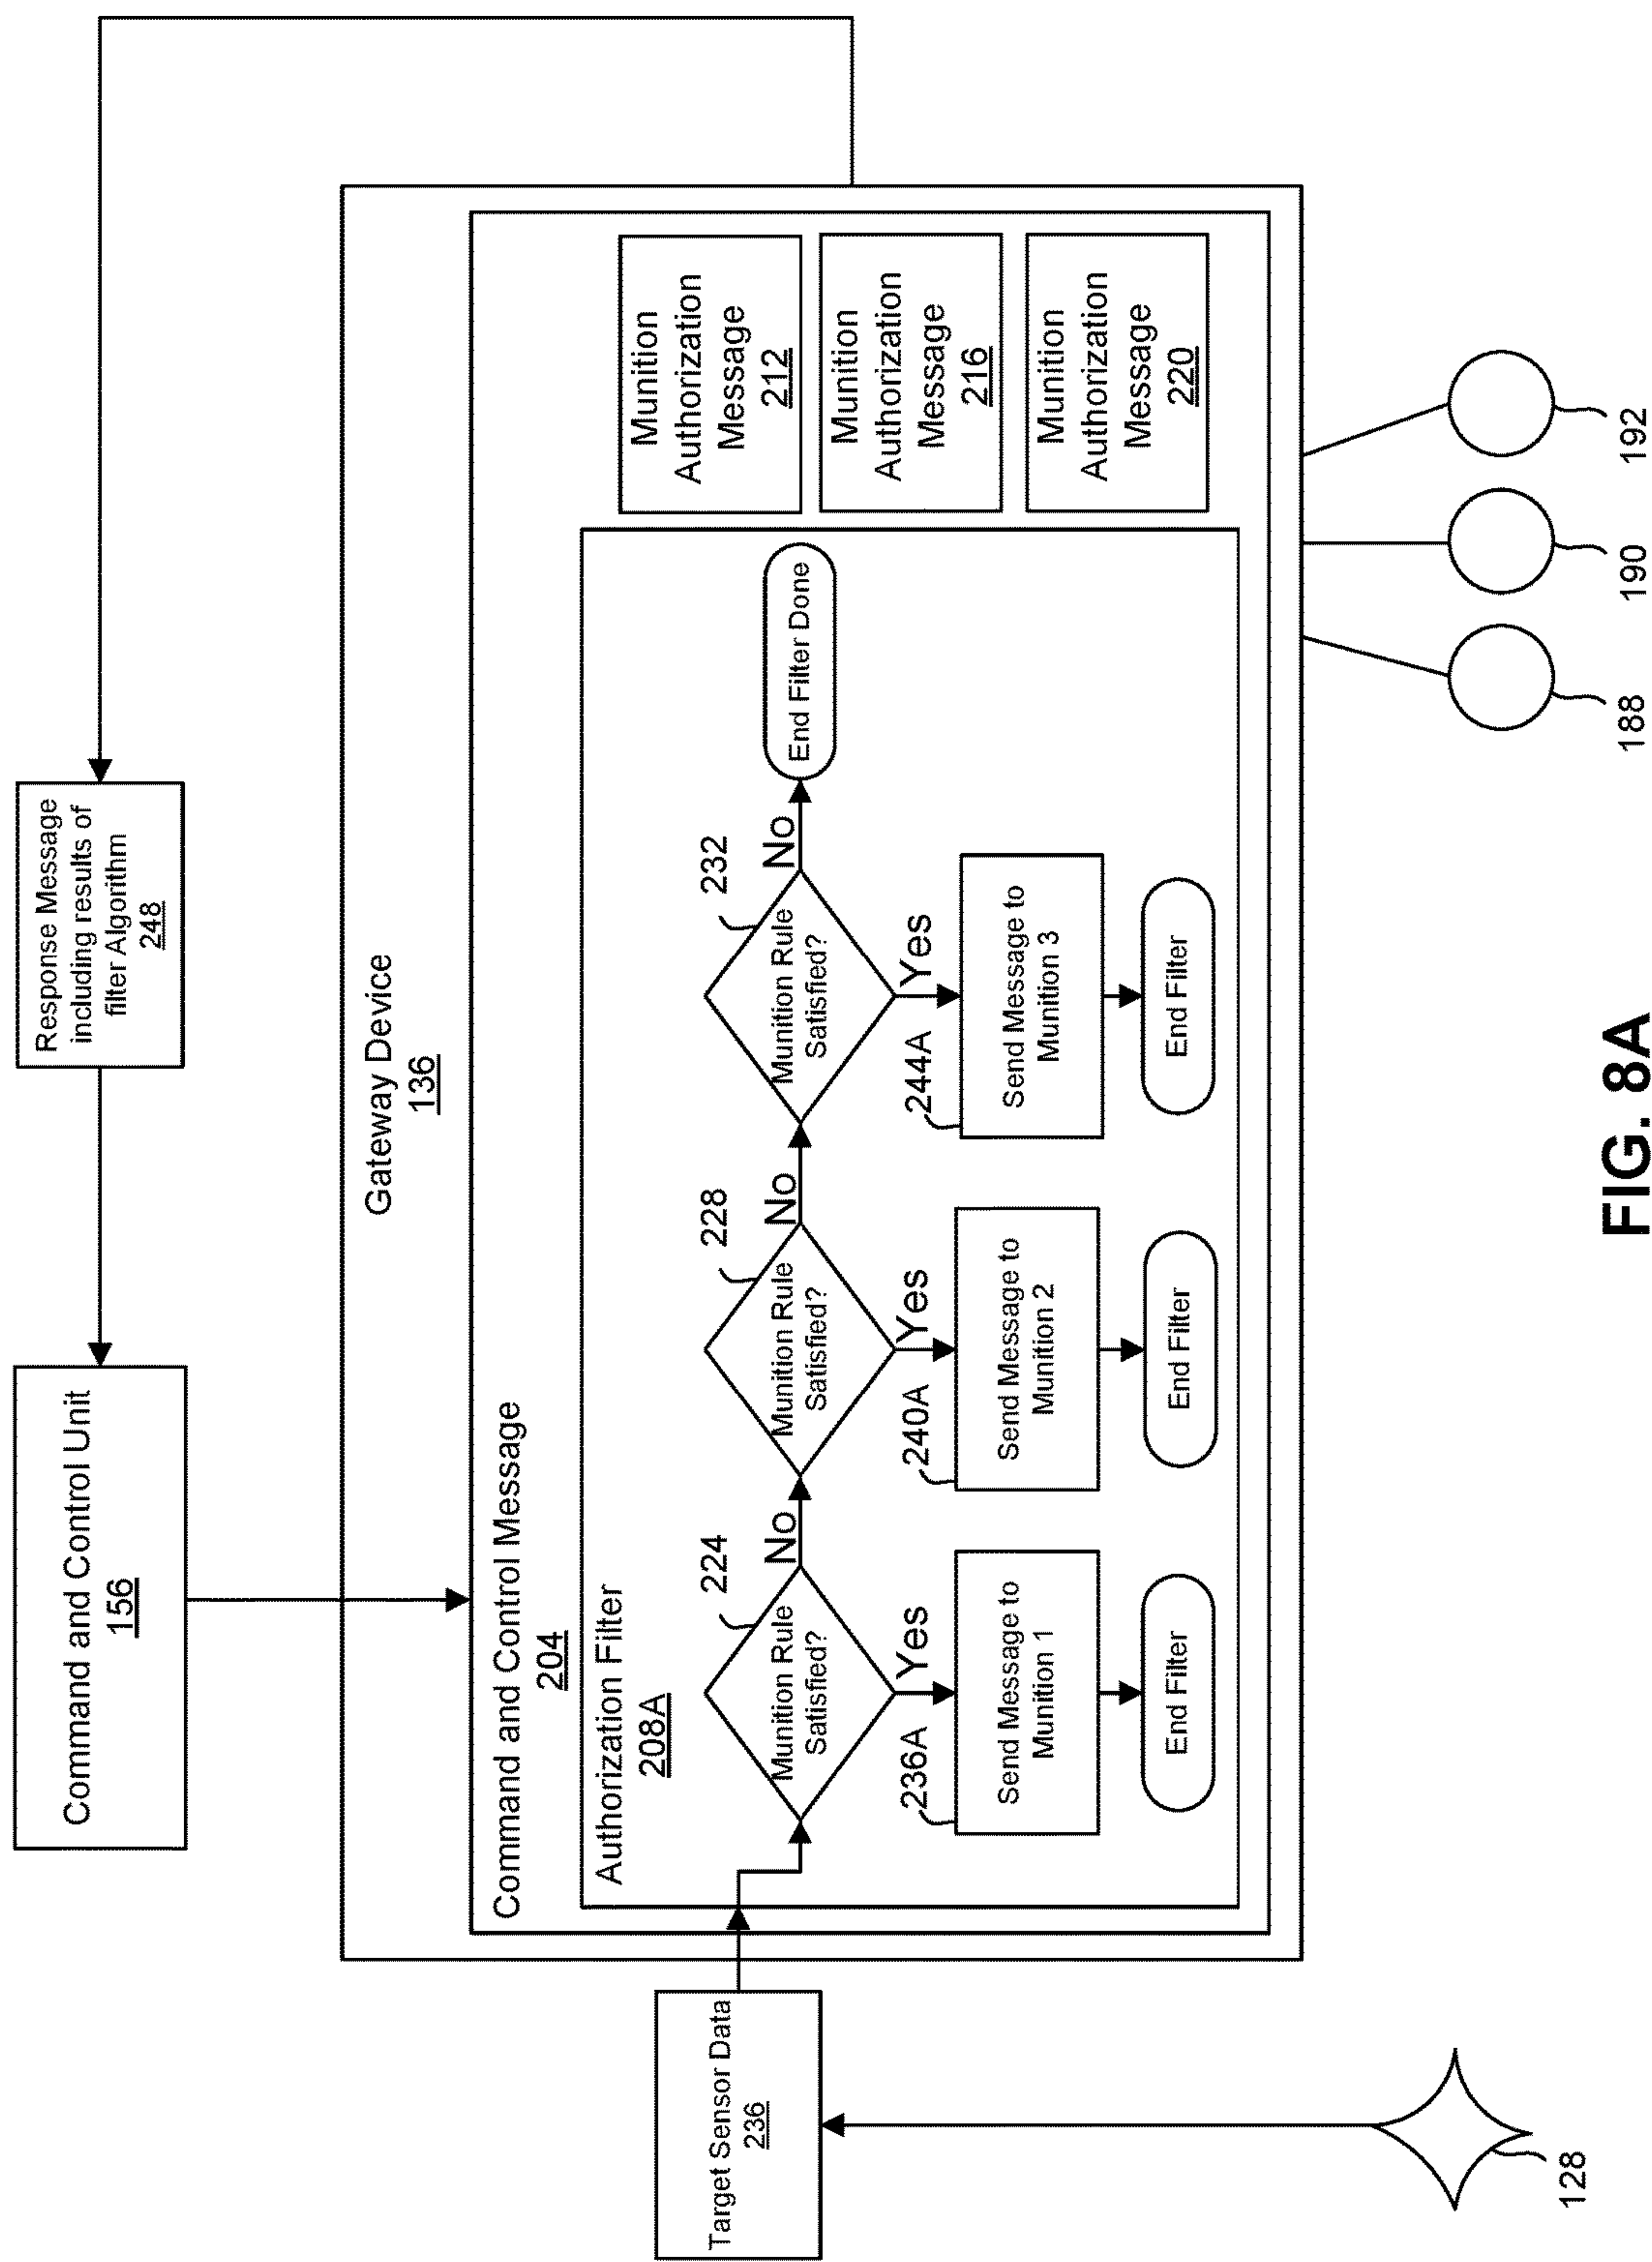 Command and Control Unit
156
Response Message
including results of
filter Algorithm
248
Gateway Device
136
Command and Control Message
204
Authorization Filter
208A
Target Sensor Data
236
128
Munition Rule
Satisfied?
224
No
Yes
236A
Send Message to
Munition 1
End Filter
Munition Rule
Satisfied?
228
No
Yes
240A
Send Message to
Munition 2
End Filter
Munition Rule
Satisfied?
232
No
Yes
244A
Send Message to
Munition 3
End Filter
End Filter Done
Munition
Authorization
Message
212
Munition
Authorization
Message
216
Munition
Authorization
Message
220
188
190
192
FIG. 8A